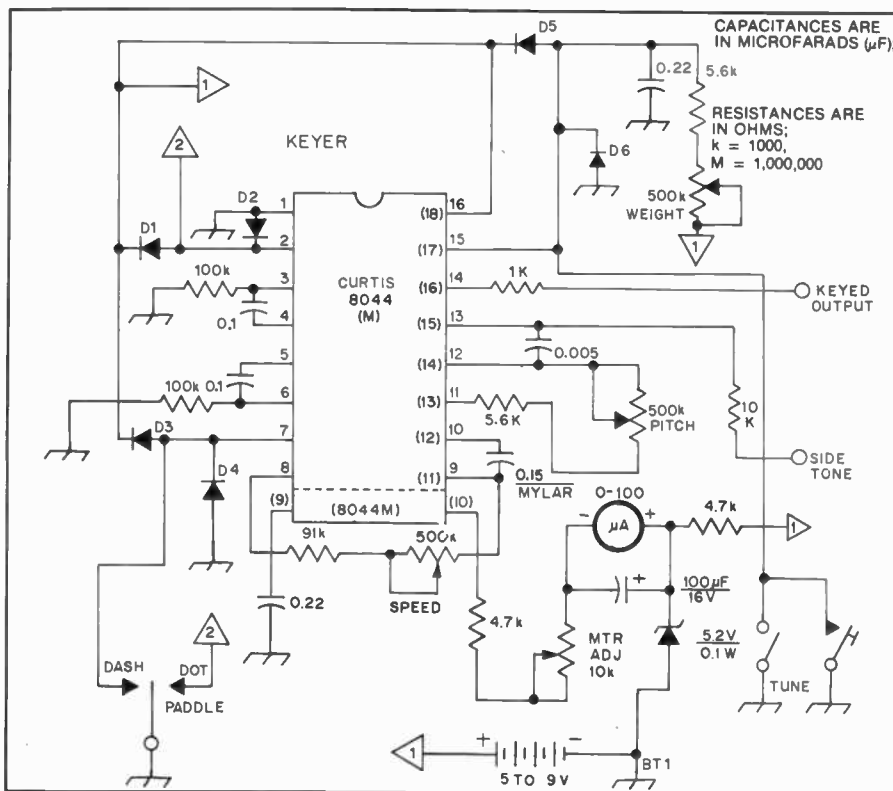 CAPACITANCES ARE
IN MICROFARADS (µF);
D5
0.22
5.6k
1
RESISTANCES ARE
IN OHMS;
k = 1000,
M = 1,000,000
2
KEYER
D6
500k
WEIGHT
1
D1
D2
1
2
3
4
5
6
7
8
(9)
16
(18)
15
(17)
14
(16)
13
(15)
12
(14)
11
(13)
10
(12)
9
(11)
(10)
CURTIS
8044
(M)
(8044M)
100k
0.1
100k
0.1
D3
D4
1K
KEYED
OUTPUT
0.005
5.6K
500k
PITCH
10
K
SIDE
TONE
0.15
MYLAR
0-100
- +
µA
4.7k
1
91k
500k
SPEED
0.22
4.7k
MTR
ADJ
10k
+
100µF
16V
5.2V
0.1W
TUNE
DASH
DOT
PADDLE
2
1
+ -
5 TO 9V
BT1